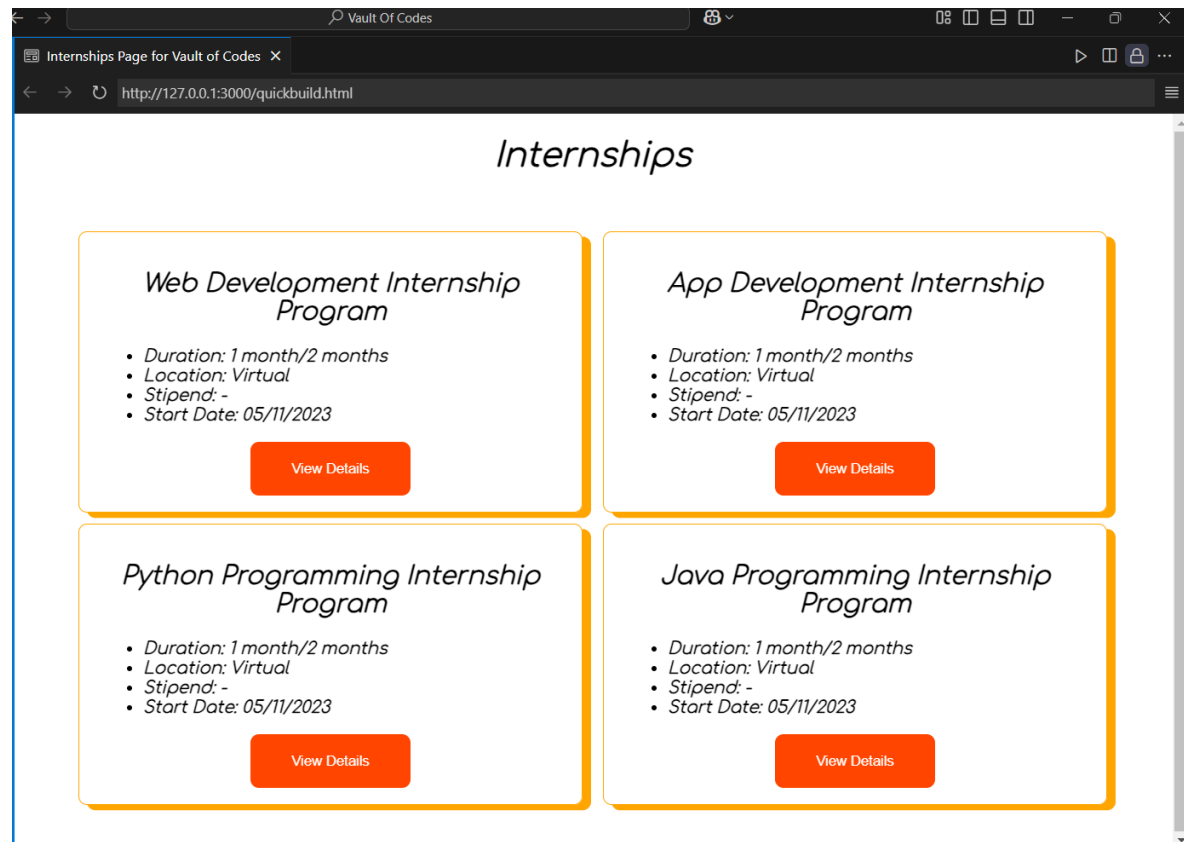 Vault Of Codes
Internships Page for Vault of Codes
http://127.0.0.1:3000/quickbuild.html
Internships
Web Development Internship
Program
Duration: 1 month/2 months
Location: Virtual
Stipend: -
Start Date: 05/11/2023
View Details
App Development Internship
Program
Duration: 1 month/2 months
Location: Virtual
Stipend: -
Start Date: 05/11/2023
View Details
Python Programming Internship
Program
Duration: 1 month/2 months
Location: Virtual
Stipend: -
Start Date: 05/11/2023
View Details
Java Programming Internship
Program
Duration: 1 month/2 months
Location: Virtual
Stipend: -
Start Date: 05/11/2023
View Details